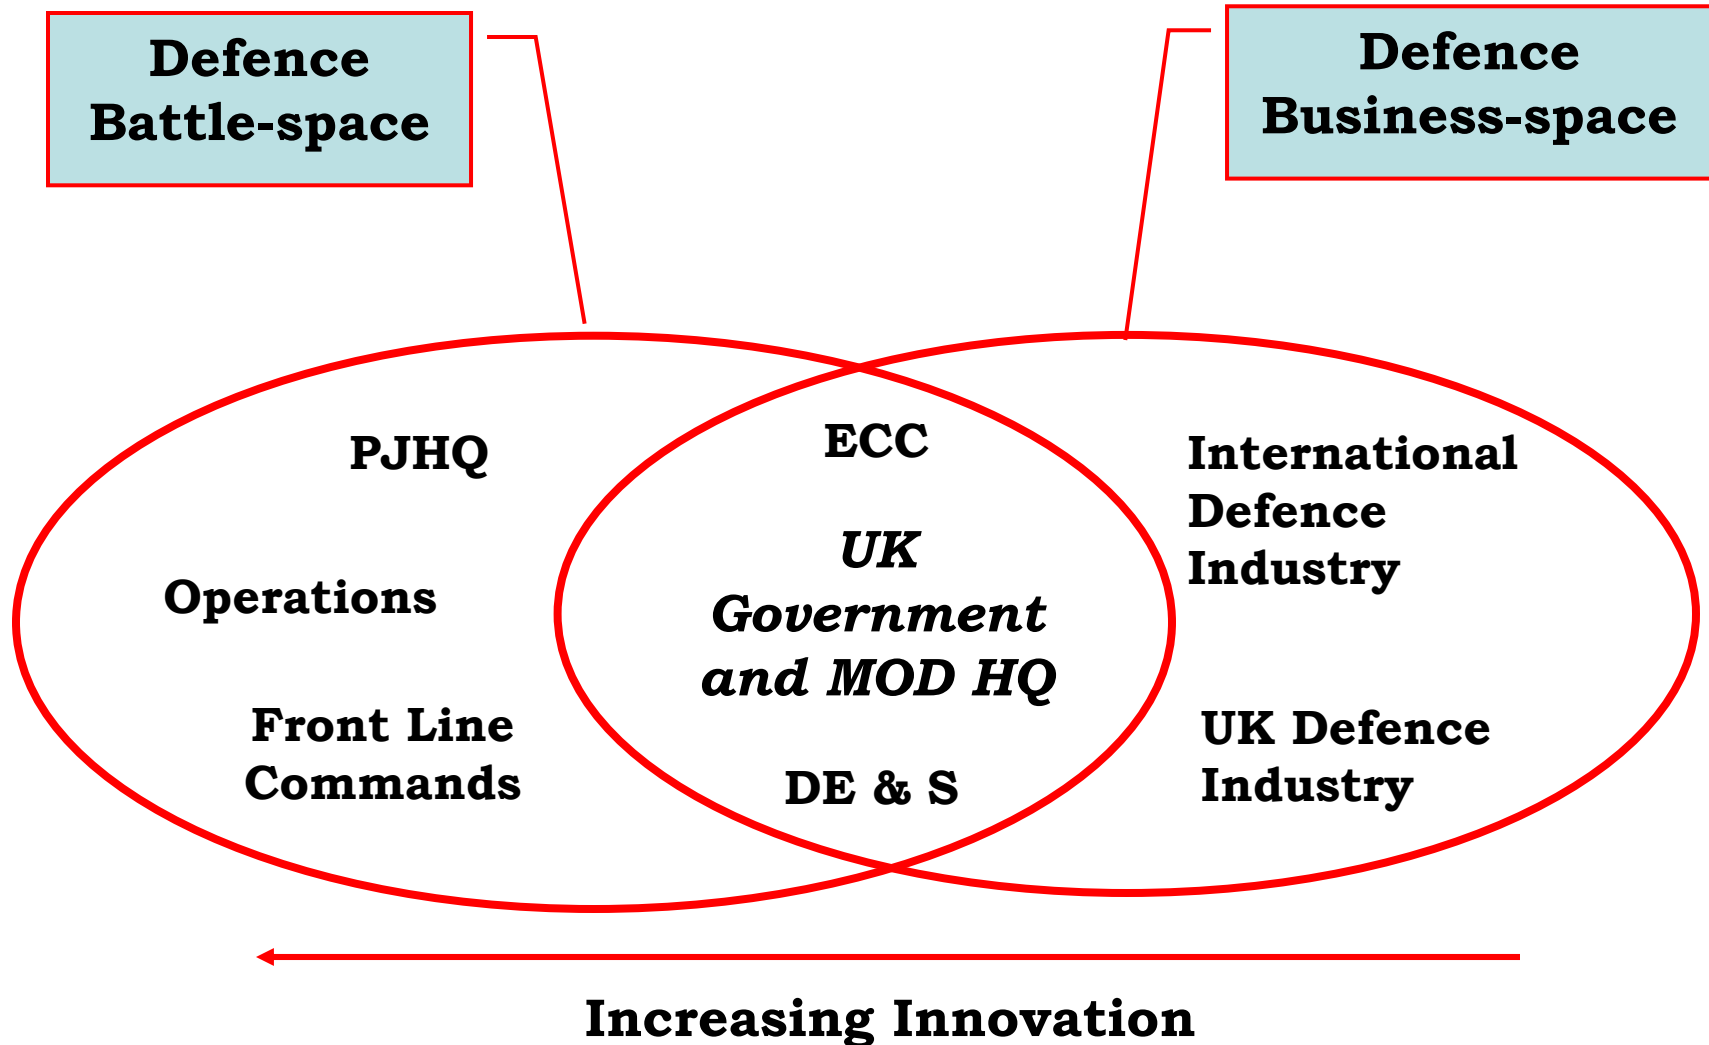 Defence
Battle-space
Defence
Business-space
PJHQ
Operations
Front Line
Commands
ECC
UK
Government
and MOD HQ
DE & S
International
Defence
Industry
UK Defence
Industry
Increasing Innovation